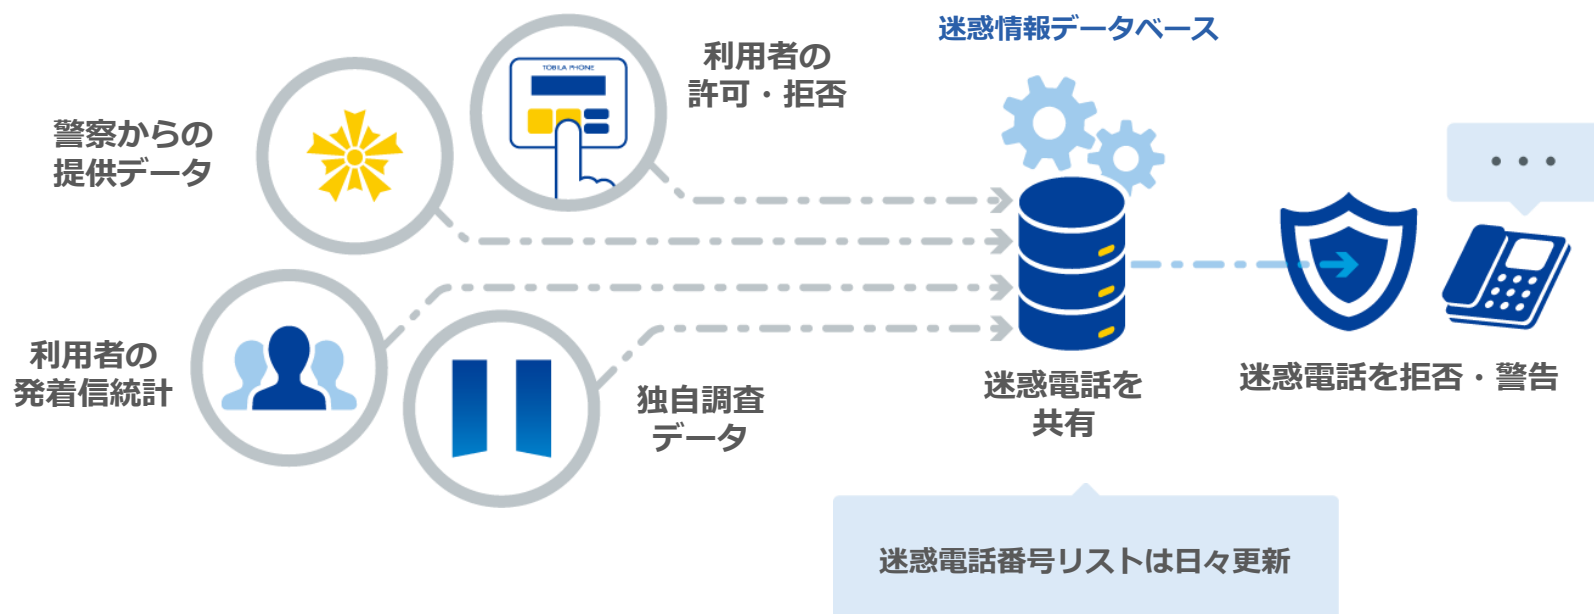 迷惑情報データベース
利用者の
許可・拒否
TOBILA PHONE
警察からの
提供データ
・・・
利用者の
発着信統計
独自調査
データ
迷惑電話を
共有
迷惑電話を拒否・警告
迷惑電話番号リストは日々更新